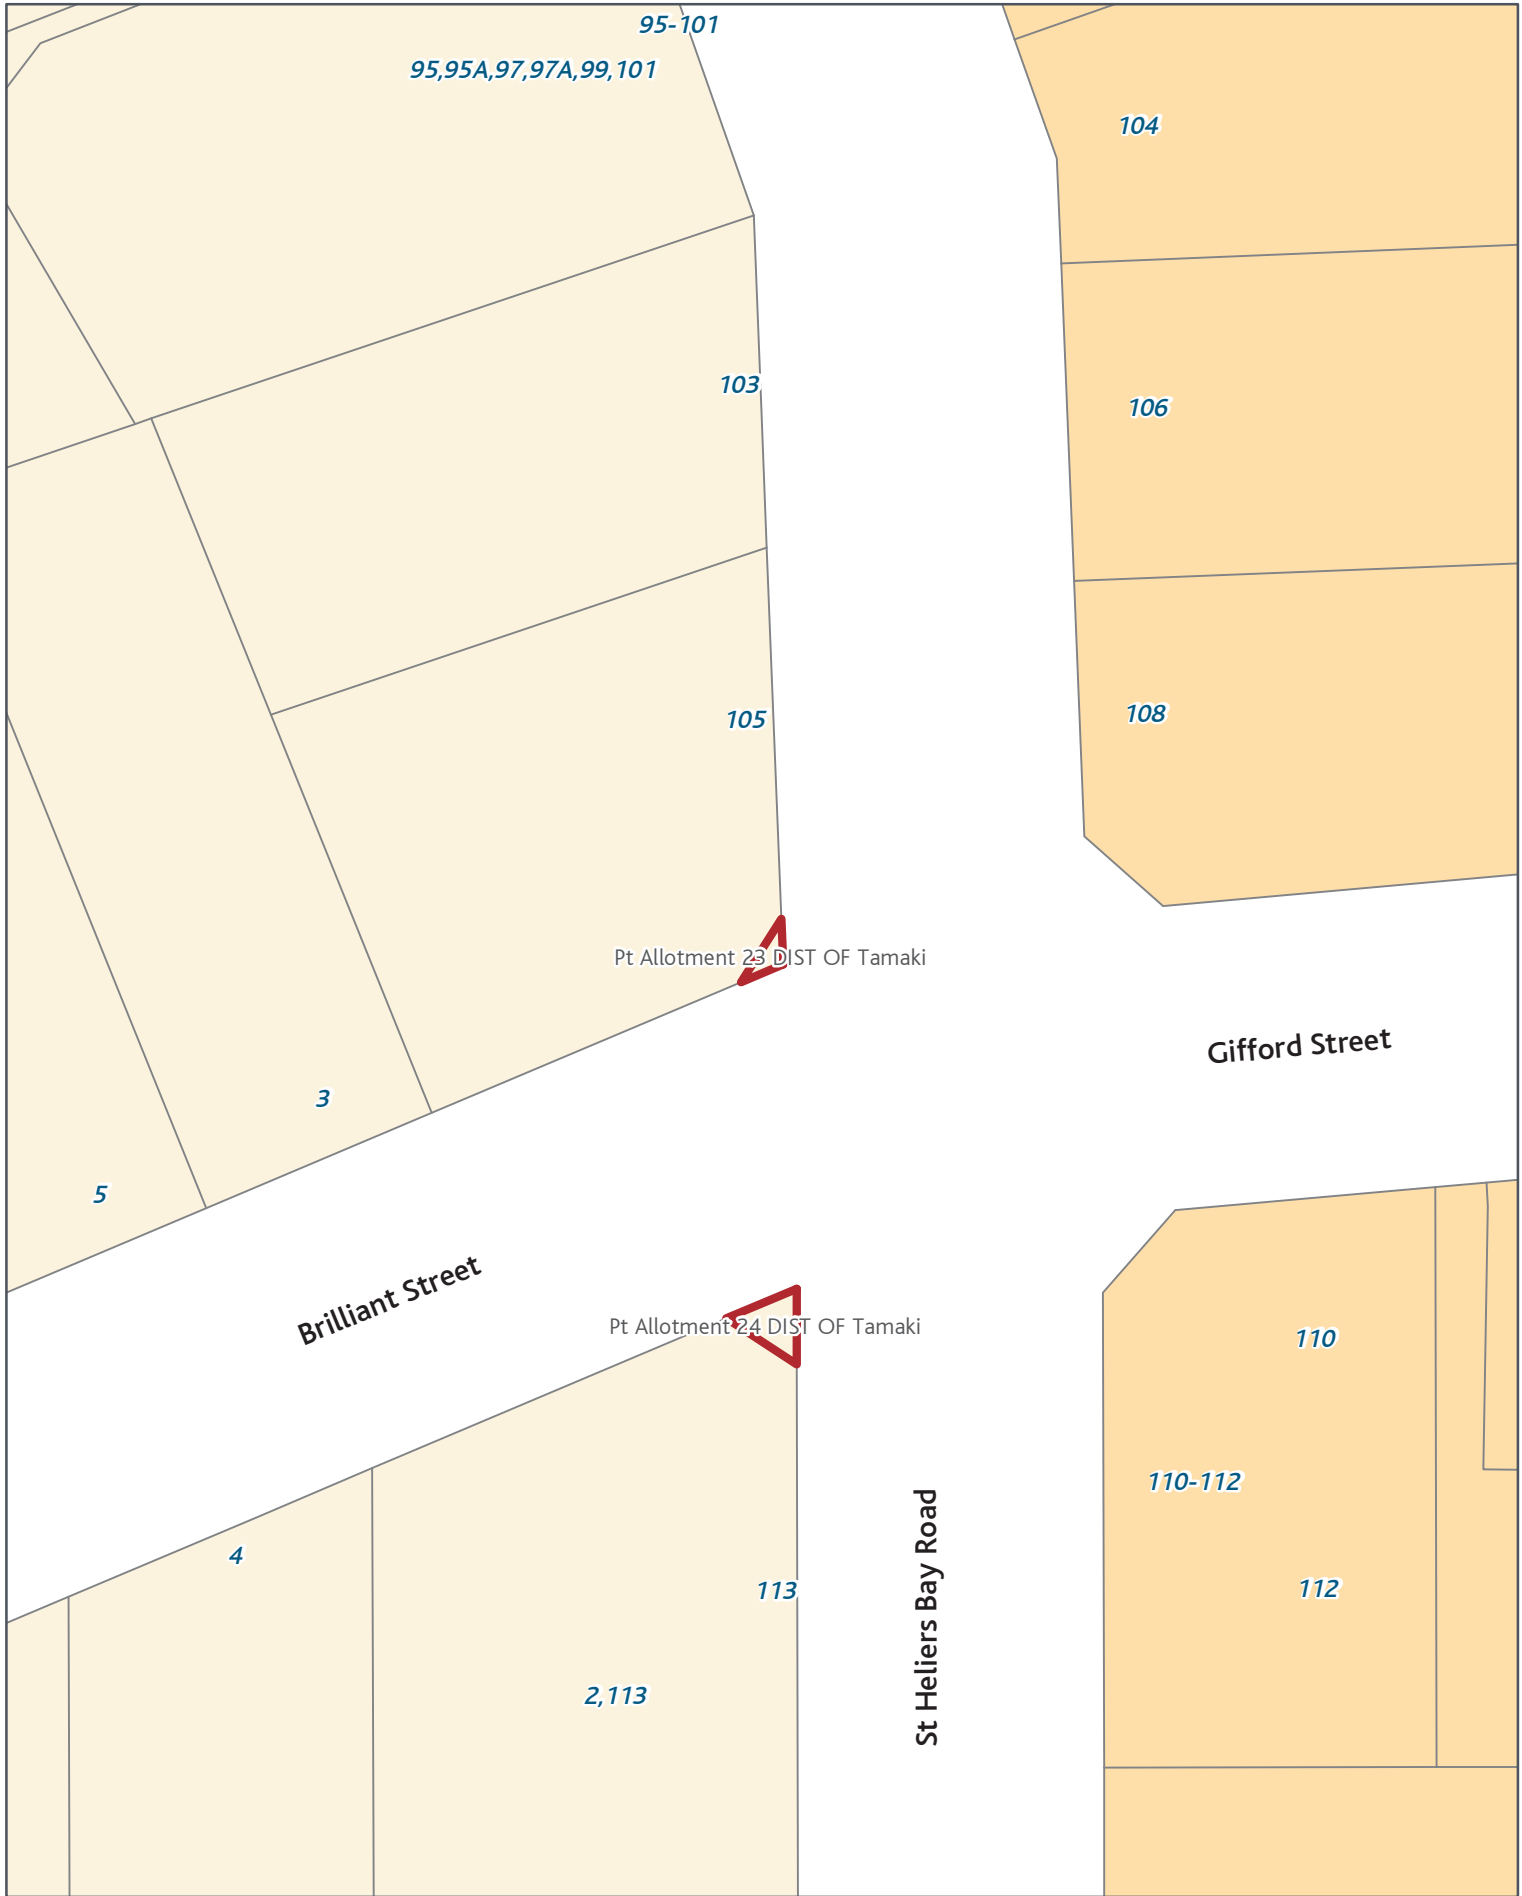 95-101
95,95A,97,97A,99,101
104
103
106
105
108
Pt Allotment 23 DIST OF Tamaki
Gifford Street
3
5
Brilliant Street
Pt Allotment 24 DIST OF Tamaki
110
110-112
4
113
St Heliers Bay Road
112
2,113